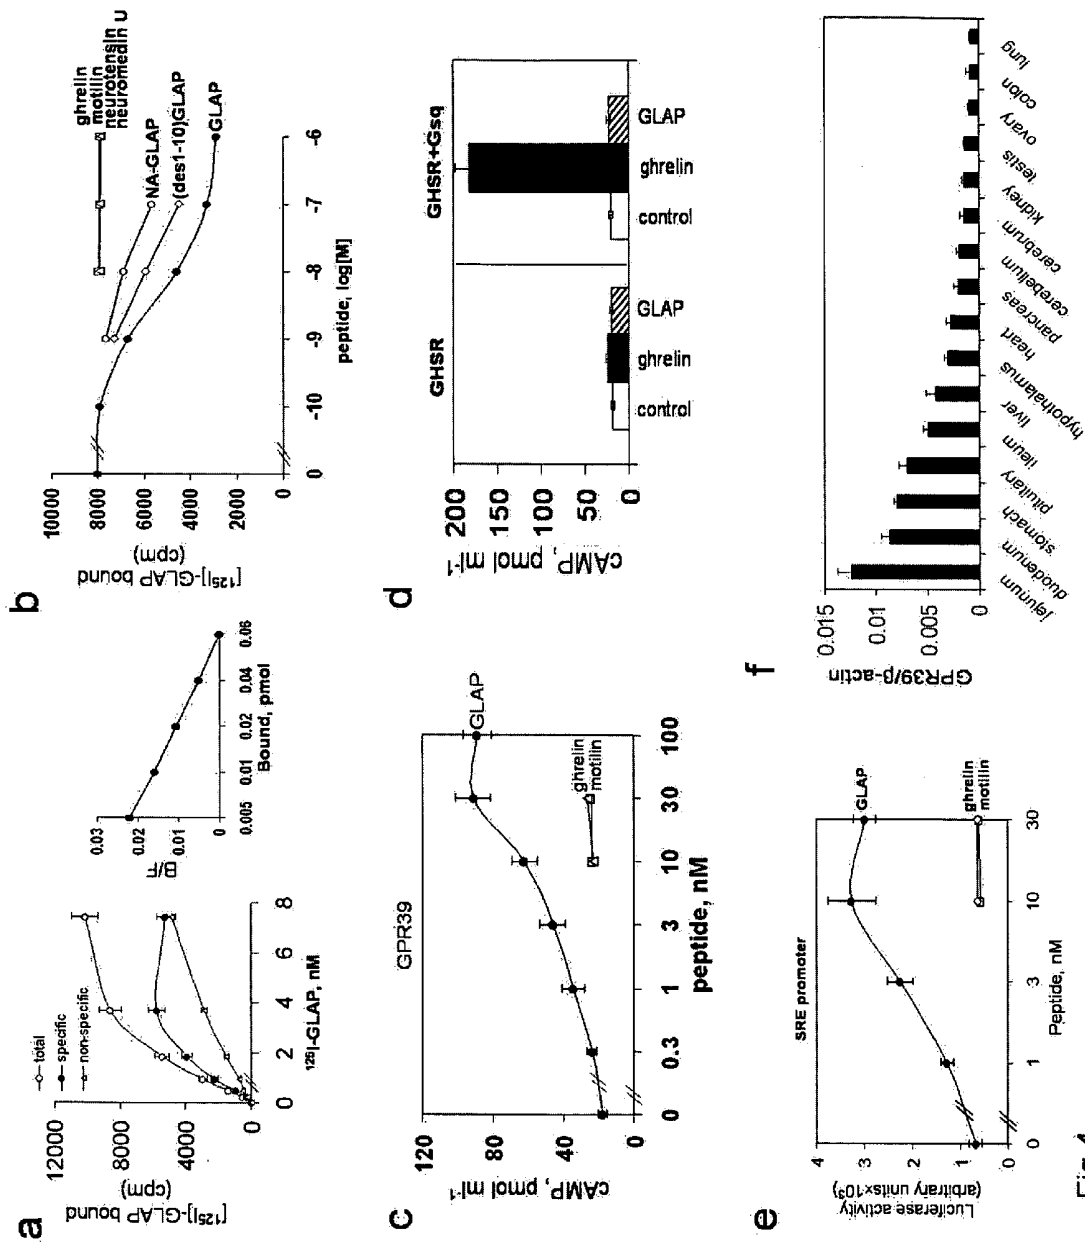 a
[¹²⁵I]-GLAP bound
(cpm)
12000
8000
4000
0
total
specific
non-specific
0
2
4
6
8
¹²⁵I-GLAP, nM
B/F
0.03
0.02
0.01
0
0.005
0.01
0.02
0.04
0.06
Bound, pmol
b
[¹²⁵I]-GLAP bound
(cpm)
10000
8000
6000
4000
2000
0
0
-10
-9
-8
-7
-6
peptide, log[M]
ghrelin
motilin
neurotensin
neuromedin U
NA-GLAP
(des1-10)GLAP
GLAP
c
cAMP, pmol ml⁻¹
120
80
40
0
GPR39
GLAP
ghrelin
motilin
0
0.3
1
3
10
30
100
peptide, nM
d
cAMP, pmol ml⁻¹
200
150
100
50
0
GHSR
GHSR+Gsq
control
ghrelin
GLAP
control
ghrelin
GLAP
e
Luciferase activity
(arbitrary units×10³)
4
3
2
1
0
SRE promoter
GLAP
ghrelin
motilin
0
1
3
10
30
Peptide, nM
f
GPR39/β-actin
0.015
0.01
0.005
0
jejunum
duodenum
stomach
pituitary
ileum
liver
hypothalamus
heart
pancreas
cerebellum
cerebrum
kidney
testis
ovary
colon
lung